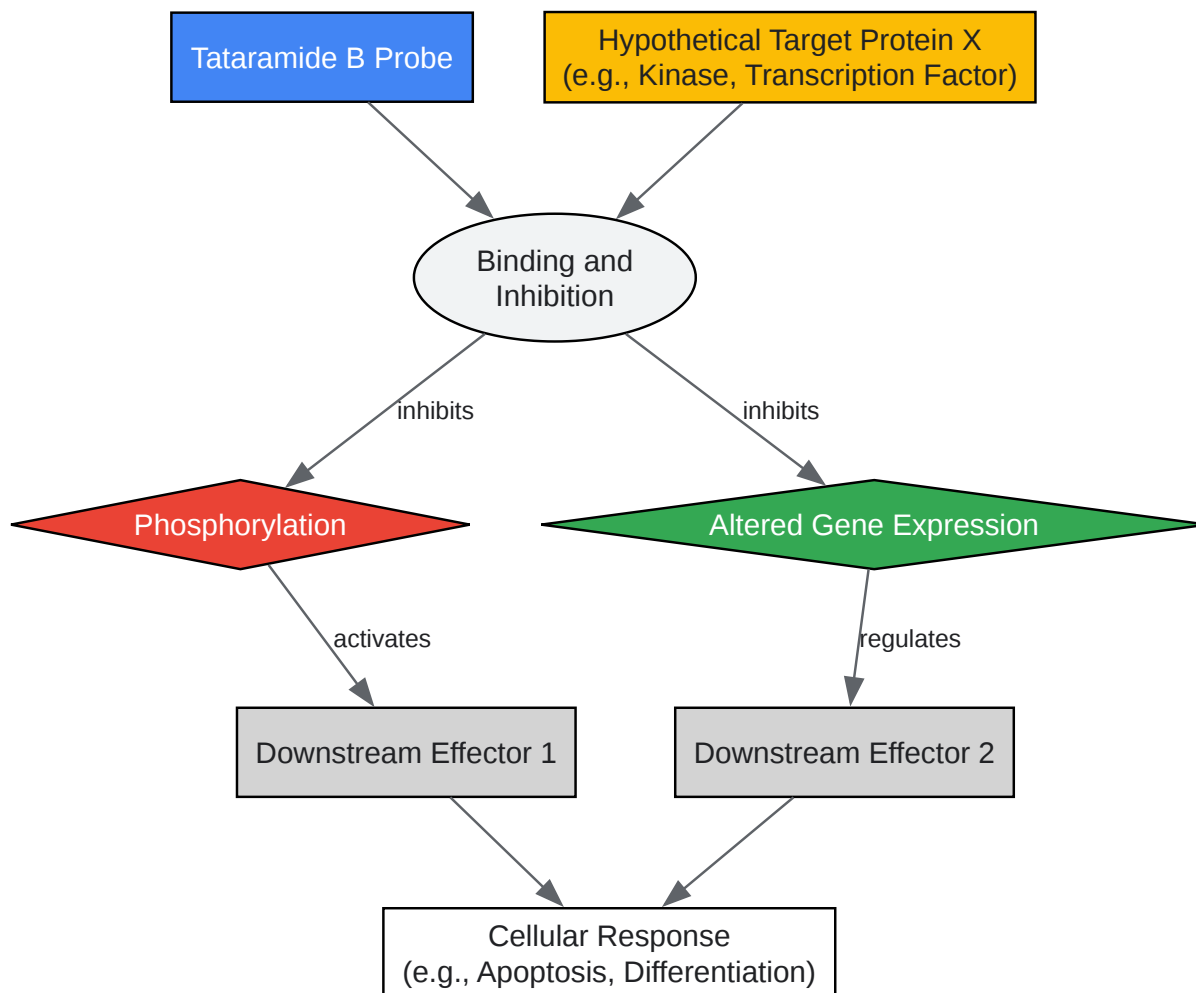 Tataramide B Probe
Hypothetical Target Protein X
(e.g., Kinase, Transcription Factor)
Binding and
Inhibition
inhibits
inhibits
Phosphorylation
Altered Gene Expression
activates
regulates
Downstream Effector 1
Downstream Effector 2
Cellular Response
(e.g., Apoptosis, Differentiation)